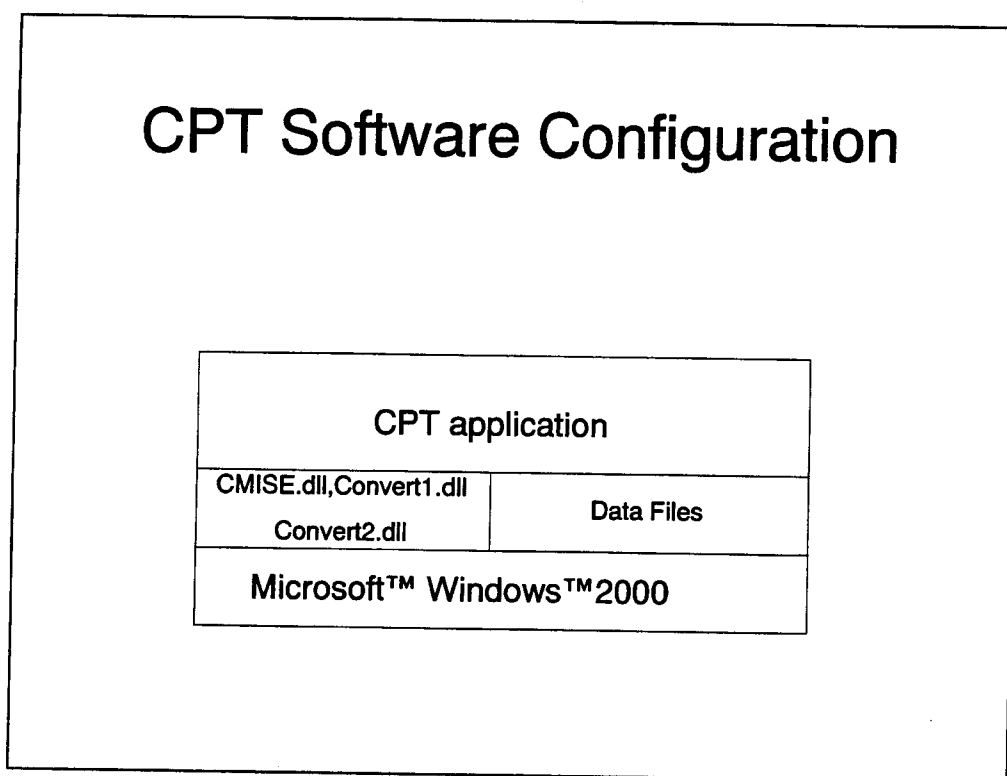 CPT Software Configuration
CPT application
CMISE.dll,Convert1.dll
Convert2.dll
Data Files
Microsoft™ Windows™2000